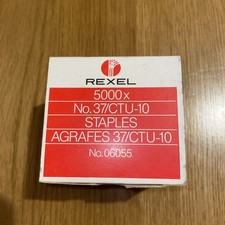 REXEL
5000x
No.37/CTU-10
STAPLES
AGRAFES 37/CTU-10
No.06055